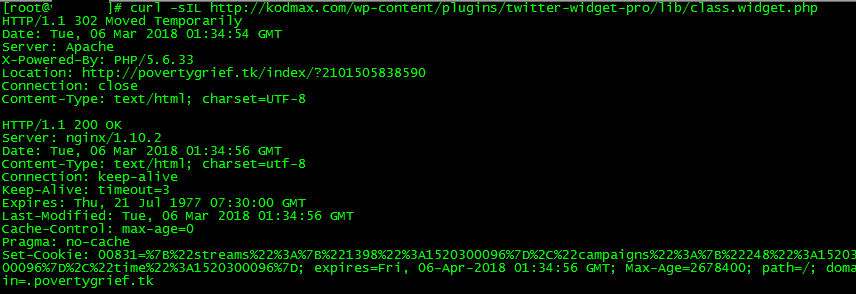 [root@ ]# curl -sIL http://kodmax.com/wp-content/plugins/twitter-widget-pro/lib/class.widget.php
HTTP/1.1 302 Moved Temporarily
Date: Tue, 06 Mar 2018 01:34:54 GMT
Server: Apache
X-Powered-By: PHP/5.6.33
Location: http://povertygrief.tk/index/?2101505838590
Connection: close
Content-Type: text/html; charset=UTF-8

HTTP/1.1 200 OK
Server: nginx/1.10.2
Date: Tue, 06 Mar 2018 01:34:56 GMT
Content-Type: text/html; charset=utf-8
Connection: keep-alive
Keep-Alive: timeout=3
Expires: Thu, 21 Jul 1977 07:30:00 GMT
Last-Modified: Tue, 06 Mar 2018 01:34:56 GMT
Cache-Control: max-age=0
Pragma: no-cache
Set-Cookie: 00831=%7B%22streams%22%3A%7B%221398%22%3A1520300096%7D%2C%22campaigns%22%3A%7B%22248%22%3A15203
00096%7D%2C%22time%22%3A1520300096%7D; expires=Fri, 06-Apr-2018 01:34:56 GMT; Max-Age=2678400; path=/; doma
in=.povertygrief.tk